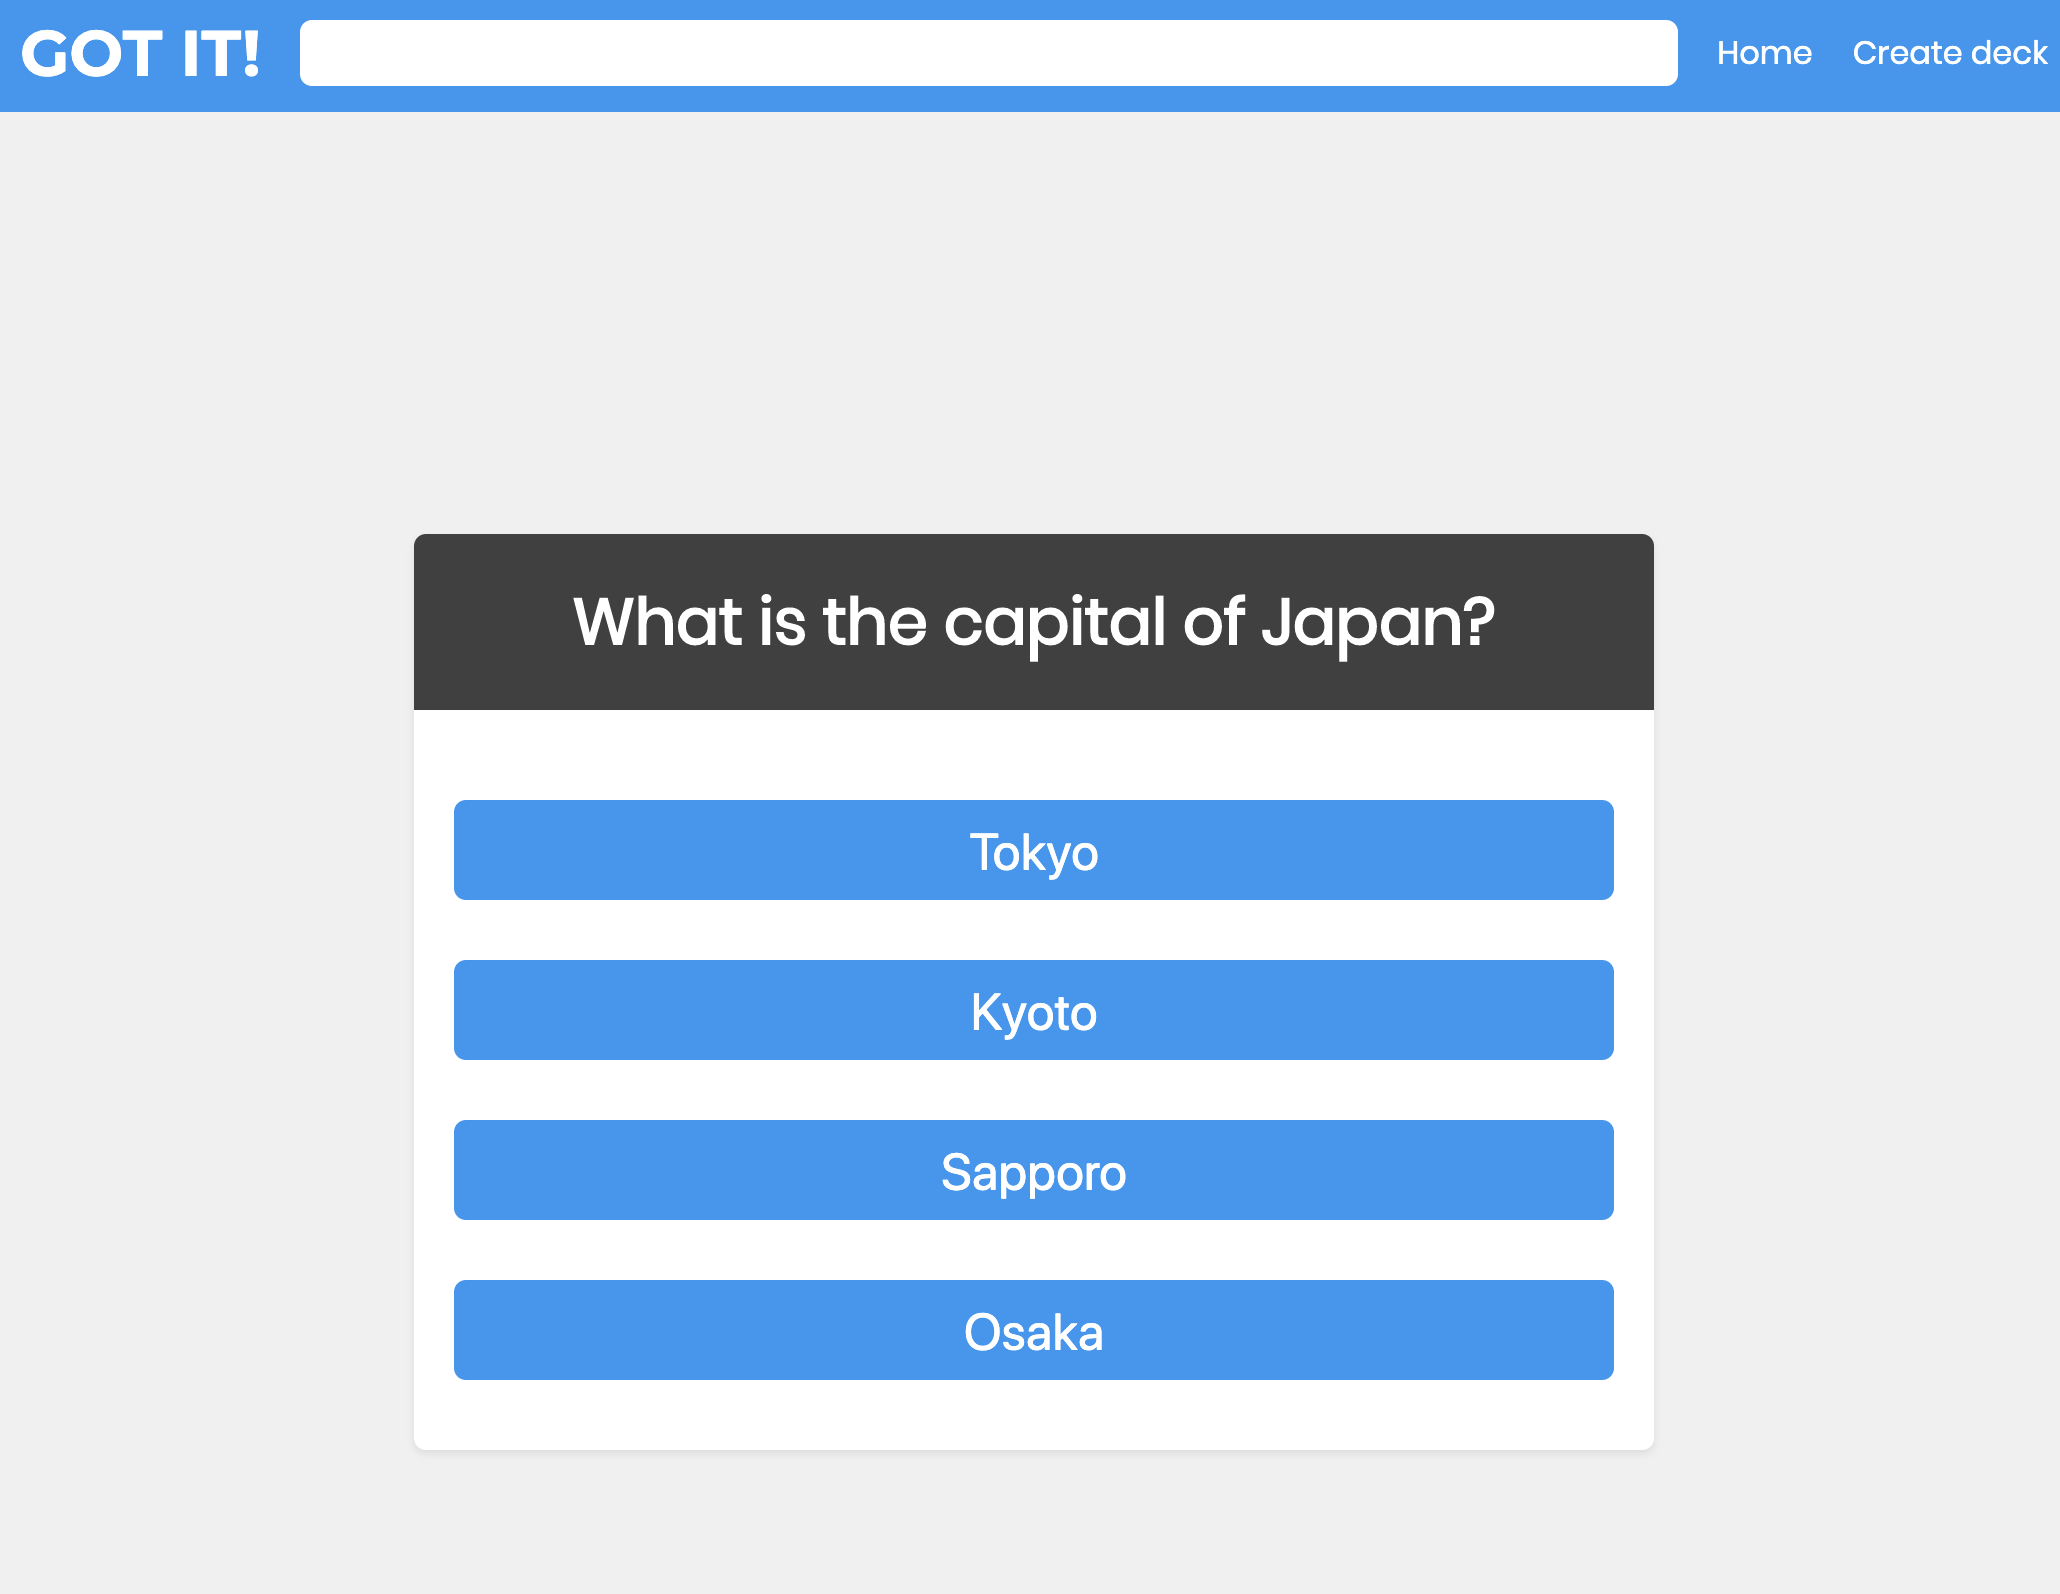 GOT IT!
Home
Create deck
What is the capital of Japan?
Tokyo
Kyoto
Sapporo
Osaka